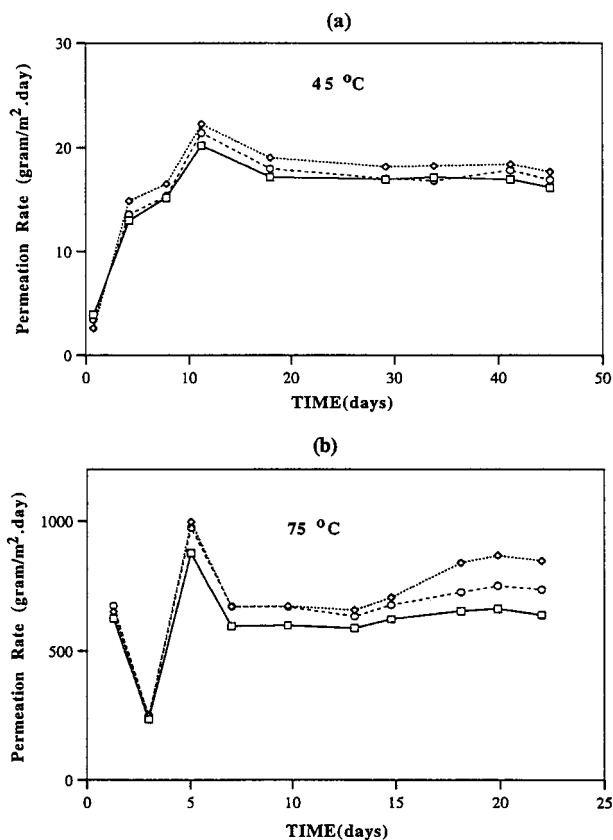 (a)
30
20
10
0
45 °C
Permeation Rate (gram/m².day)
0 10 20 30 40 50
TIME(days)
(b)
1000
500
0
75 °C
Permeation Rate (gram/m².day)
0 5 10 15 20 25
TIME(days)